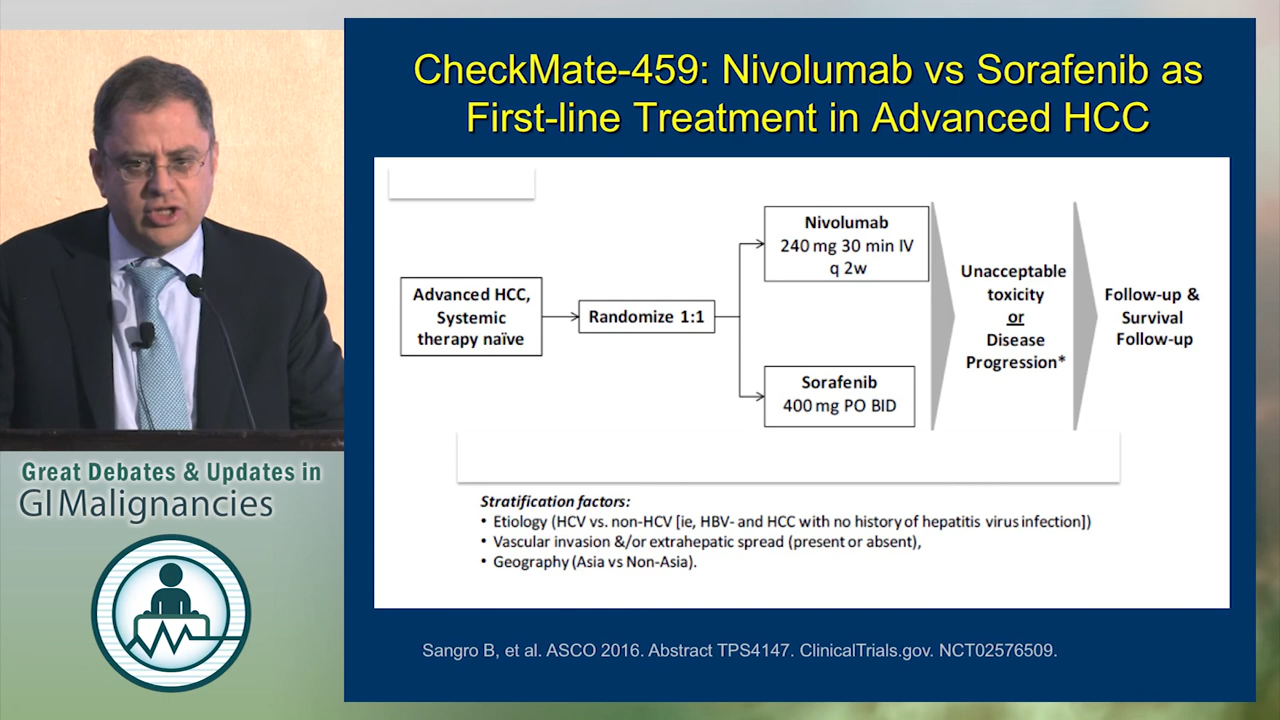 CheckMate-459: Nivolumab vs Sorafenib as
First-line Treatment in Advanced HCC
Advanced HCC,
Systemic
therapy naïve
Randomize 1:1
Nivolumab
240 mg 30 min IV
q 2w
Sorafenib
400 mg PO BID
Unacceptable
toxicity
or
Disease
Progression*
Follow-up &
Survival
Follow-up
Stratification factors:
• Etiology (HCV vs. non-HCV [ie, HBV- and HCC with no history of hepatitis virus infection])
• Vascular invasion &/or extrahepatic spread (present or absent),
• Geography (Asia vs Non-Asia).
Sangro B, et al. ASCO 2016. Abstract TPS4147. ClinicalTrials.gov. NCT02576509.
Great Debates & Updates in
GI Malignancies